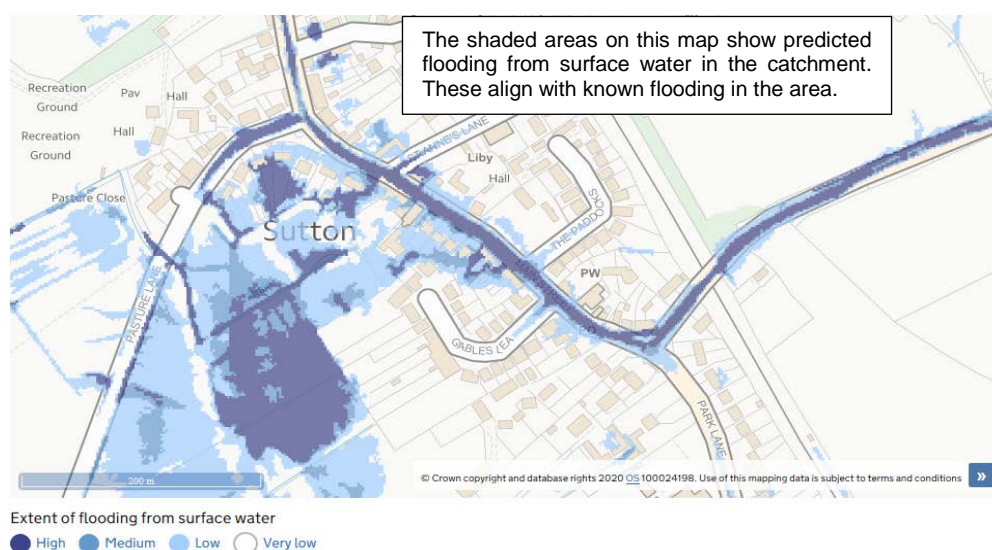 The shaded areas on this map show predicted
flooding from surface water in the catchment.
These align with known flooding in the area.
Recreation
Ground
Pav
Hall
Recreation
Ground
Hall
Pasture Close
ST ANNE'S LANE
Liby
Hall
Sutton
THE PADDOCKS
PW
PASTURE LANE
GABLES LEA
PARK LANE
200 m
© Crown copyright and database rights 2020 OS 100024198. Use of this mapping data is subject to terms and conditions
»
Extent of flooding from surface water
High Medium Low Very low